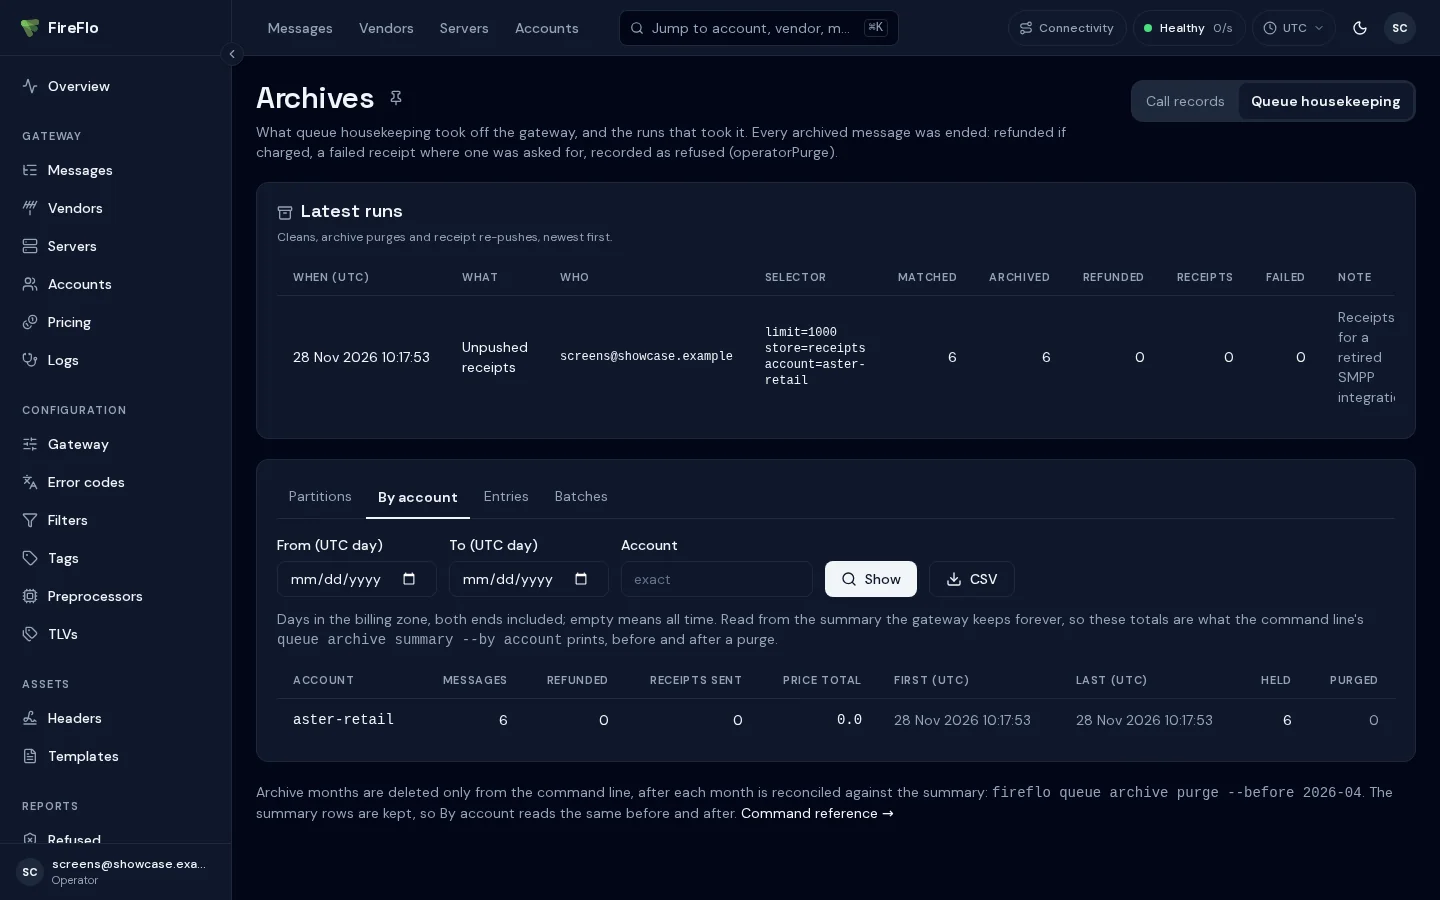 FireFlo
Messages
Vendors
Servers
Accounts
Jump to account, vendor, m...
⌘K
Connectivity
Healthy 0/s
UTC
SC
Overview
GATEWAY
Messages
Vendors
Servers
Accounts
Pricing
Logs
CONFIGURATION
Gateway
Error codes
Filters
Tags
Preprocessors
TLVs
ASSETS
Headers
Templates
REPORTS
Refused
SC
screens@showcase.exa...
Operator
Archives
Call records
Queue housekeeping
What queue housekeeping took off the gateway, and the runs that took it. Every archived message was ended: refunded if
charged, a failed receipt where one was asked for, recorded as refused (operatorPurge).
Latest runs
Cleans, archive purges and receipt re-pushes, newest first.
WHEN (UTC) WHAT WHO SELECTOR MATCHED ARCHIVED REFUNDED RECEIPTS FAILED NOTE
28 Nov 2026 10:17:53
Unpushed
receipts
screens@showcase.example
limit=1000
store=receipts
account=aster-
retail
6 6 0 0 0
Receipts
for a
retired
SMPP
integratio
Partitions
By account
Entries
Batches
From (UTC day) To (UTC day) Account
mm/dd/yyyy mm/dd/yyyy exact Show CSV
Days in the billing zone, both ends included; empty means all time. Read from the summary the gateway keeps forever, so these totals are what the command line's
queue archive summary --by account prints, before and after a purge.
ACCOUNT MESSAGES REFUNDED RECEIPTS SENT PRICE TOTAL FIRST (UTC) LAST (UTC) HELD PURGED
aster-retail 6 0 0 0.0 28 Nov 2026 10:17:53 28 Nov 2026 10:17:53 6 0
Archive months are deleted only from the command line, after each month is reconciled against the summary: fireflo queue archive purge --before 2026-04. The
summary rows are kept, so By account reads the same before and after. Command reference →